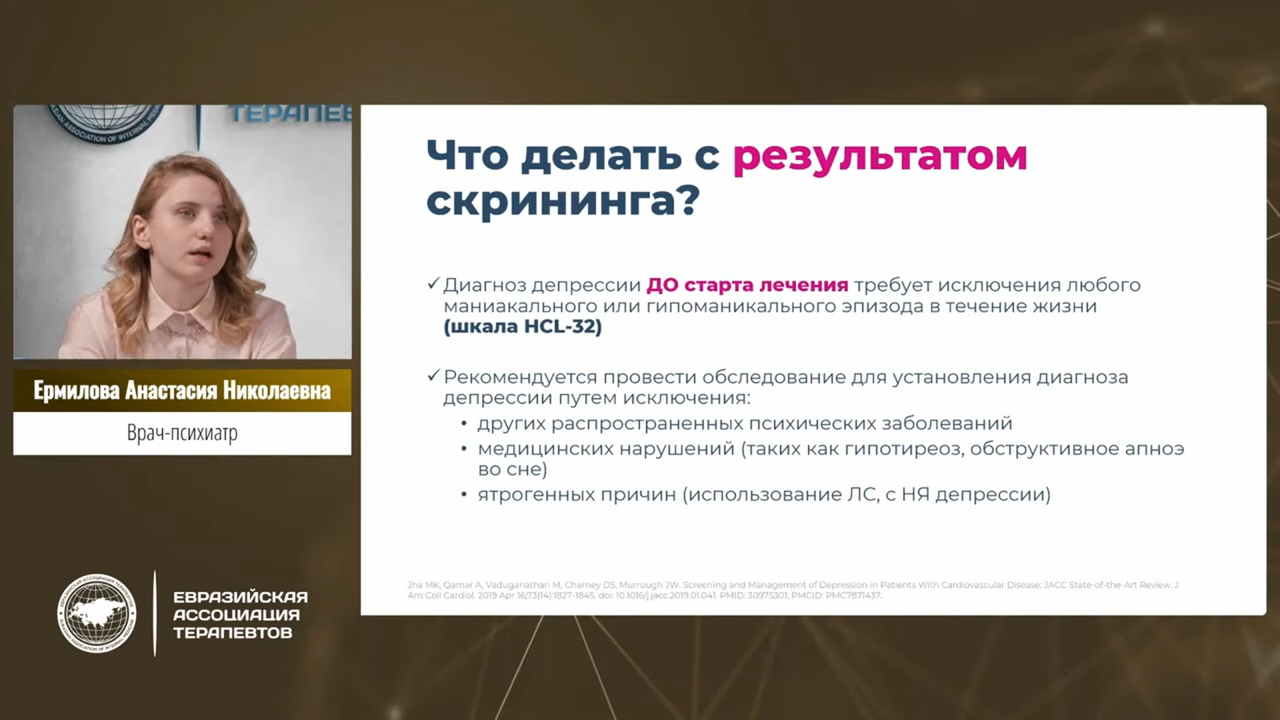 ТЕРАПЕВ
ASIAN ASSOCIATION OF INTERNAL
Что делать с результатом
скрининга?
✓Диагноз депрессии ДО старта лечения требует исключения любого
маниакального или гипоманикального эпизода в течение жизни
(шкала HCL-32)
✓Рекомендуется провести обследование для установления диагноза
депрессии путем исключения:
• других распространенных психических заболеваний
• медицинских нарушений (таких как гипотиреоз, обструктивное апноэ
во сне)
• ятрогенных причин (использование ЛС, с НЯ депрессии)
Jha MK, Qamar A, Vaduganathan M, Charney DS, Murrough JW. Screening and Management of Depression in Patients With Cardiovascular Disease: JACC State-of-the-Art Review. J
Am Coll Cardiol. 2019 Apr 16;73(14):1827-1845. doi: 10.1016/j.jacc.2019.01.041. PMID: 30975301; PMCID: PMC7871437.
Ермилова Анастасия Николаевна
Врач-психиатр
ЕВРАЗИЙСКАЯ
АССОЦИАЦИЯ
ТЕРАПЕВТОВ